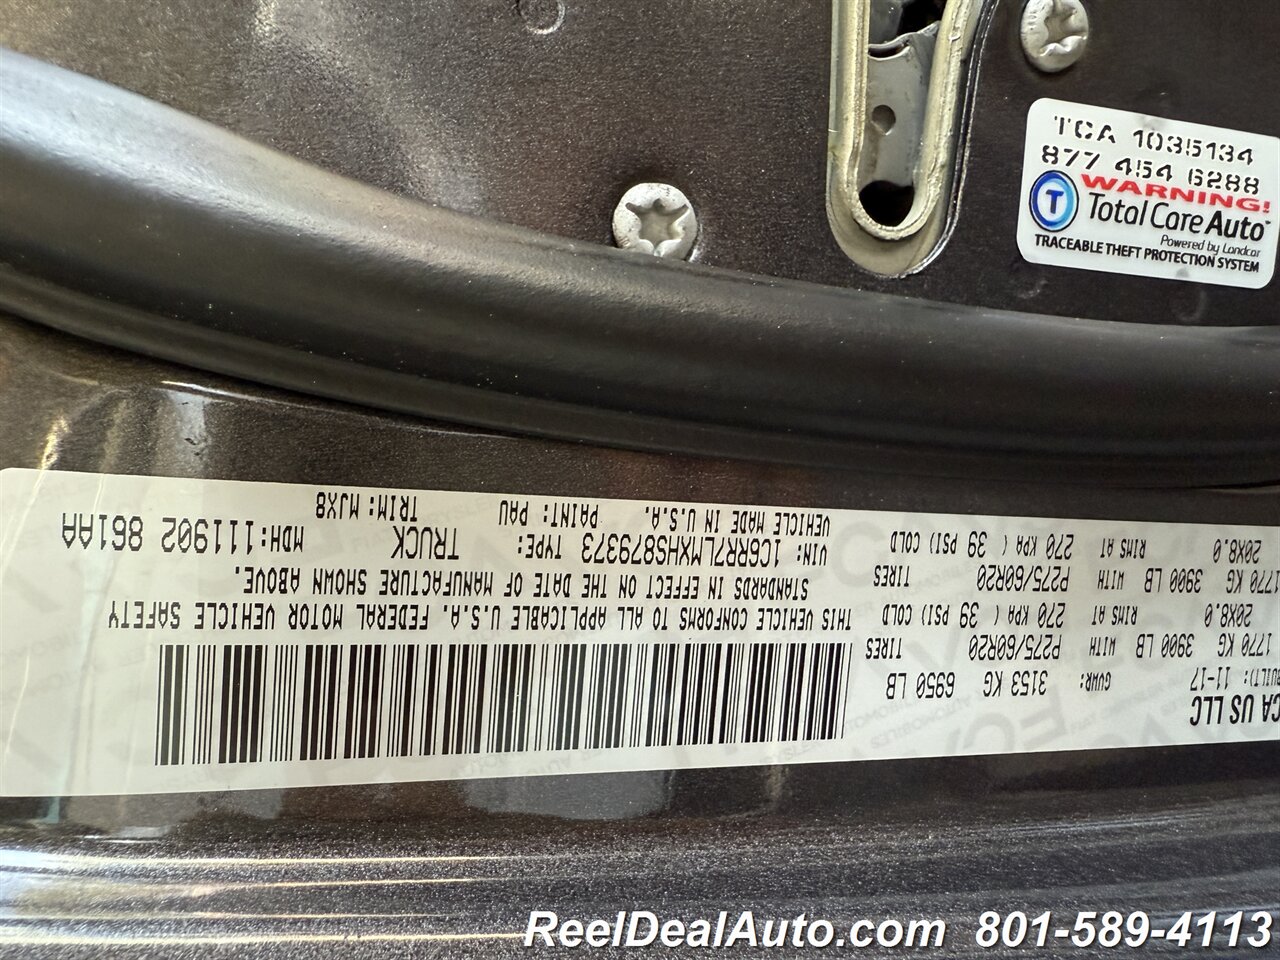 TCA 1035134
877 454 6288
WARNING!
T Total Care Auto™
Powered by Landcar
TRACEABLE THEFT PROTECTION SYSTEM
CA US LLC
BUILT): 11-17 GVWR: 3153 KG 6950 LB
1770 KG 3900 LB WITH P275/60R20 TIRES
20X8.0 RIMS AT 270 KPA ( 39 PSI) COLD
1770 KG 3900 LB WITH P275/60R20 TIRES
20X8.0 RIMS AT 270 KPA ( 39 PSI) COLD
THIS VEHICLE CONFORMS TO ALL APPLICABLE U.S.A. FEDERAL MOTOR VEHICLE SAFETY
STANDARDS IN EFFECT ON THE DATE OF MANUFACTURE SHOWN ABOVE.
VIN: 1C6RR7LMXHS879373 TYPE: TRUCK MDH:111902 861AA
VEHICLE MADE IN U.S.A. PAINT: PAU TRIM: MJX8
ReelDealAuto.com 801-589-4113